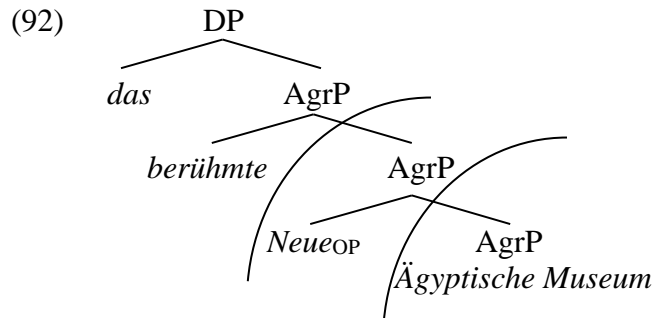 (92) DP
das AgrP
berühmte AgrP
NeueOP AgrP
Ägyptische Museum